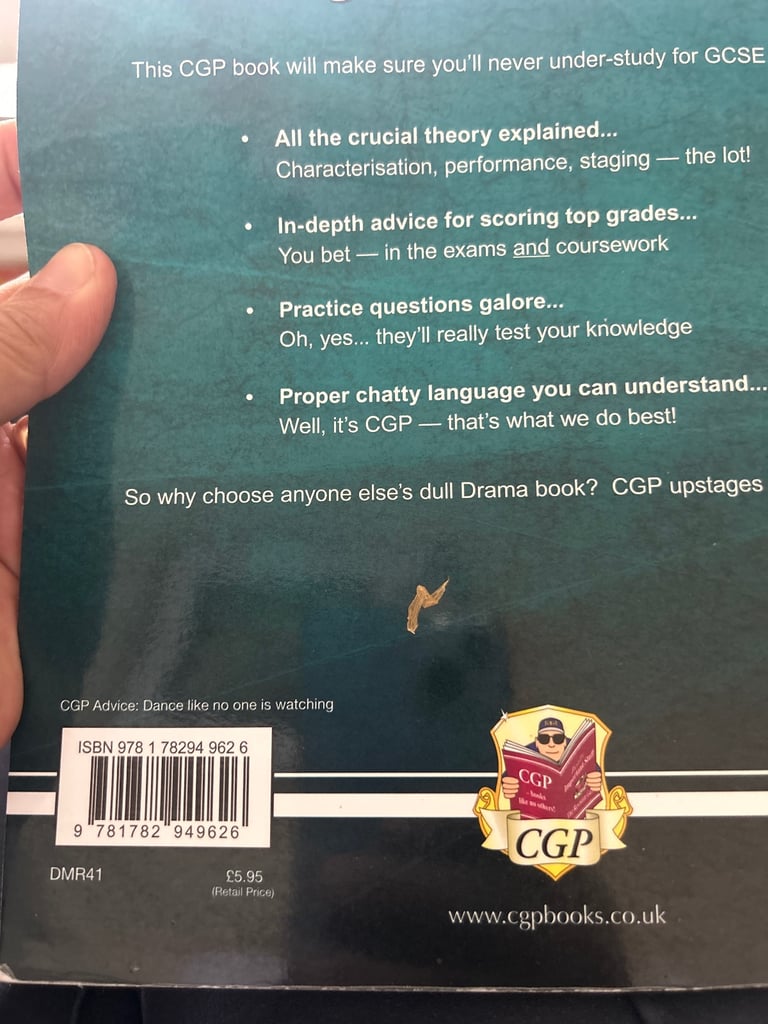 This CGP book will make sure you'll never under-study for GCSE
• All the crucial theory explained...
Characterisation, performance, staging — the lot!
• In-depth advice for scoring top grades...
You bet — in the exams and coursework
• Practice questions galore...
Oh, yes... they'll really test your knowledge
• Proper chatty language you can understand...
Well, it's CGP — that's what we do best!
So why choose anyone else's dull Drama book? CGP upstages
CGP Advice: Dance like no one is watching
ISBN 978 1 78294 962 6
9 781782 949626
DMR41
£5.95
(Retail Price)
CGP
– books
like no others!
CGP
www.cgpbooks.co.uk